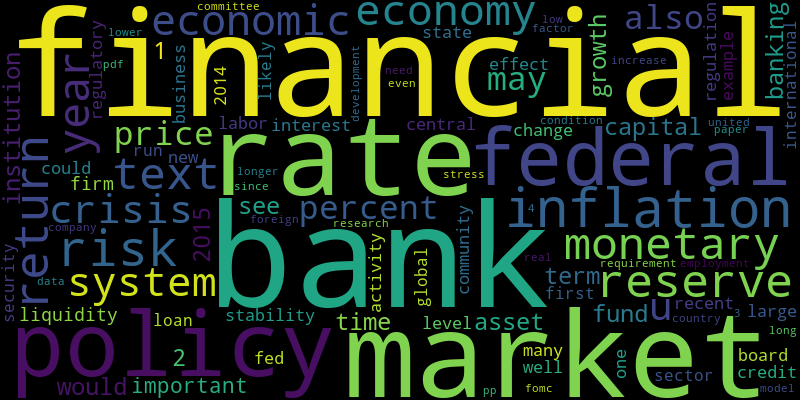 committee
financial
economic
economy
low
factor
also
regulation
example
international
banking
lower
pdf
regulatory
year
institution
1
business
2014
likely
state
development
effect
may
need
even
growth
increase
labor
interest
central
change
condition
capital
united
paper
price
rate
federal
run
new
text
could
firm
longer
since
stress
return
crisis
company
risk
2015
see
foreign
percent
research
4
inflation
bank
community
real
monetary
requirement
employment
security
data
system
activity
global
term
first
reserve
liquidity
loan
stability
time
level
asset
fund
u
recent
country
3
large
long
policy
2
fed
market
many
well
one
board
sector
credit
would
important
pp
fomc
model